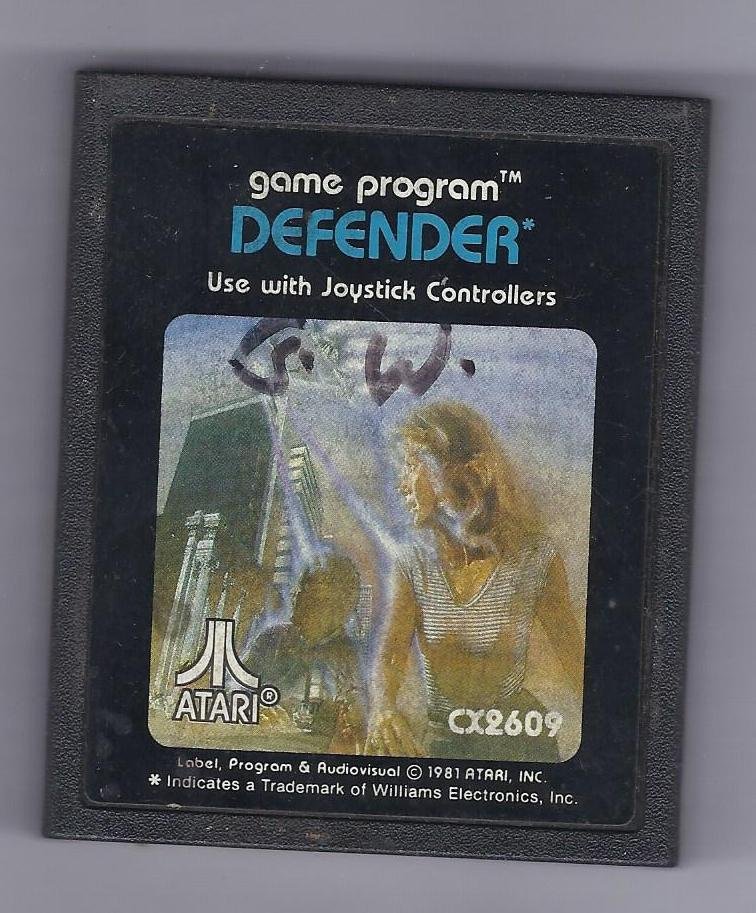 game program™
DEFENDER*
Use with Joystick Controllers
G. W.
ATARI®
CX2609
Label, Program & Audiovisual © 1981 ATARI, INC.
* Indicates a Trademark of Williams Electronics, Inc.